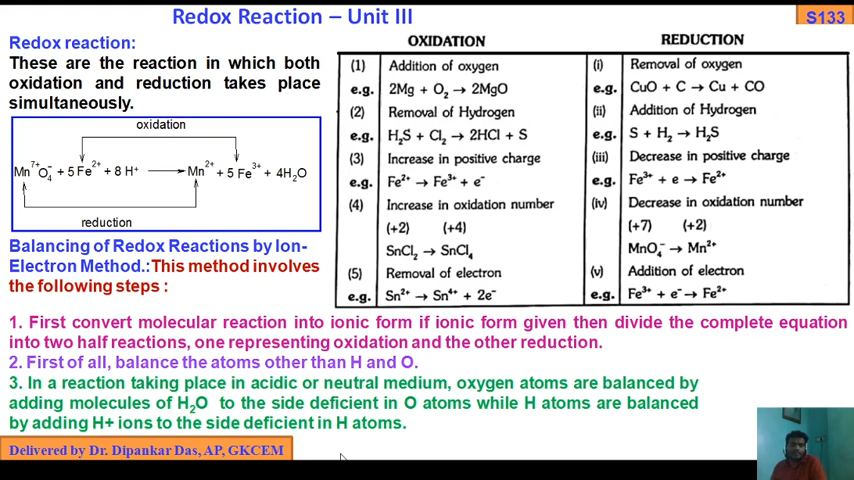 Redox Reaction – Unit III
S133
Redox reaction:
These are the reaction in which both
oxidation and reduction takes place
simultaneously.
oxidation
Mn⁷⁺O₄⁻ + 5 Fe²⁺ + 8 H⁺ → Mn²⁺ + 5 Fe³⁺ + 4H₂O
reduction
Balancing of Redox Reactions by Ion-
Electron Method.:This method involves
the following steps :
OXIDATION REDUCTION
(1) Addition of oxygen (i) Removal of oxygen
e.g. 2Mg + O₂ → 2MgO e.g. CuO + C → Cu + CO
(2) Removal of Hydrogen (ii) Addition of Hydrogen
e.g. H₂S + Cl₂ → 2HCl + S e.g. S + H₂ → H₂S
(3) Increase in positive charge (iii) Decrease in positive charge
e.g. Fe²⁺ → Fe³⁺ + e⁻ e.g. Fe³⁺ + e → Fe²⁺
(4) Increase in oxidation number (iv) Decrease in oxidation number
(+2) (+4) (+7) (+2)
SnCl₂ → SnCl₄ MnO₄⁻ → Mn²⁺
(5) Removal of electron (v) Addition of electron
e.g. Sn²⁺ → Sn⁴⁺ + 2e⁻ e.g. Fe³⁺ + e⁻ → Fe²⁺
1. First convert molecular reaction into ionic form if ionic form given then divide the complete equation
into two half reactions, one representing oxidation and the other reduction.
2. First of all, balance the atoms other than H and O.
3. In a reaction taking place in acidic or neutral medium, oxygen atoms are balanced by
adding molecules of H₂O to the side deficient in O atoms while H atoms are balanced
by adding H+ ions to the side deficient in H atoms.
Delivered by Dr. Dipankar Das, AP, GKCEM